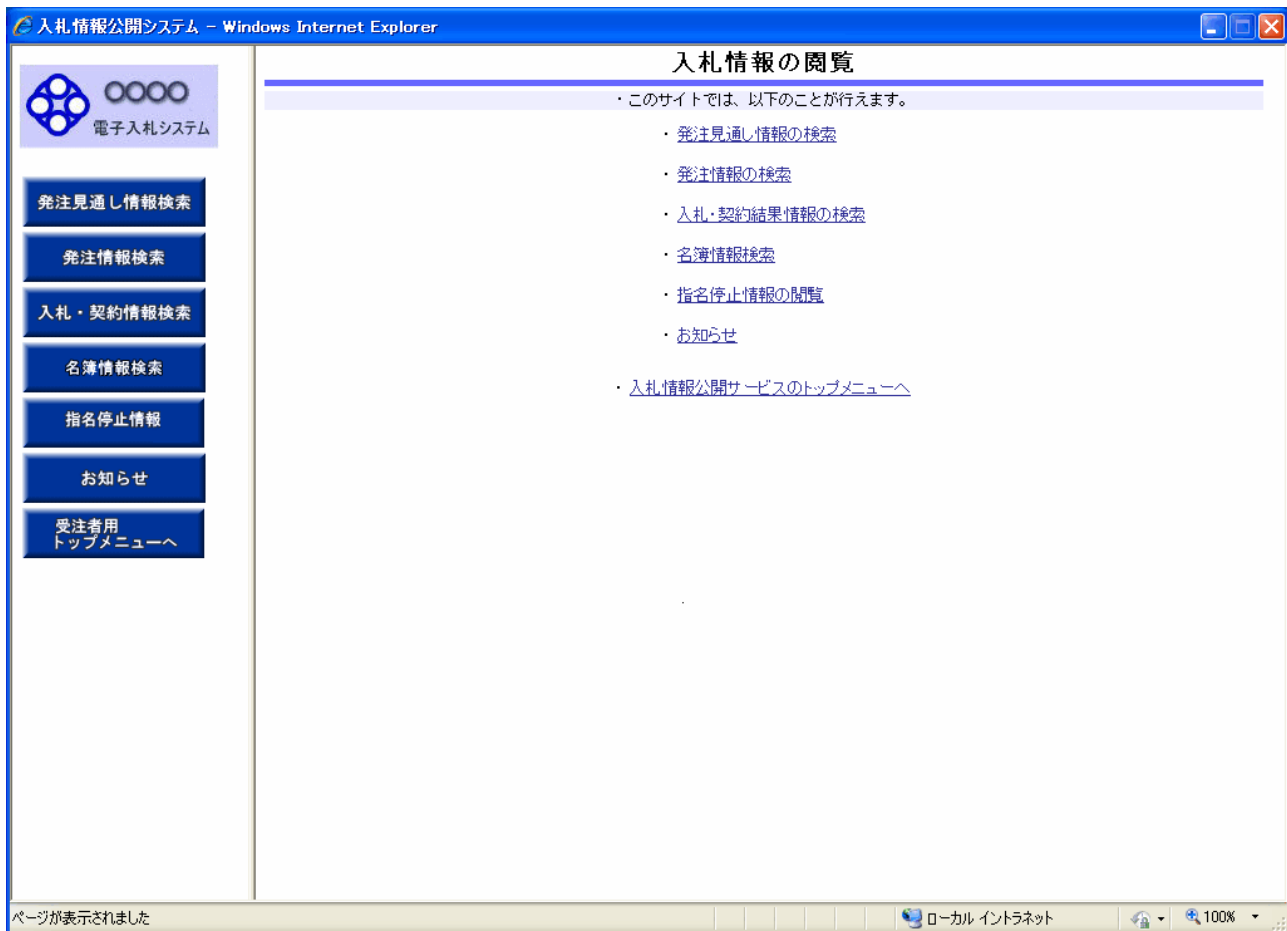 入札情報公開システム - Windows Internet Explorer
○○○○
電子入札システム
発注見通し情報検索
発注情報検索
入札・契約情報検索
名簿情報検索
指名停止情報
お知らせ
受注者用
トップメニューへ
入札情報の閲覧
・このサイトでは、以下のことが行えます。
・発注見通し情報の検索
・発注情報の検索
・入札・契約結果情報の検索
・名簿情報検索
・指名停止情報の閲覧
・お知らせ
・入札情報公開サービスのトップメニューへ
ページが表示されました
ローカル イントラネット
100%